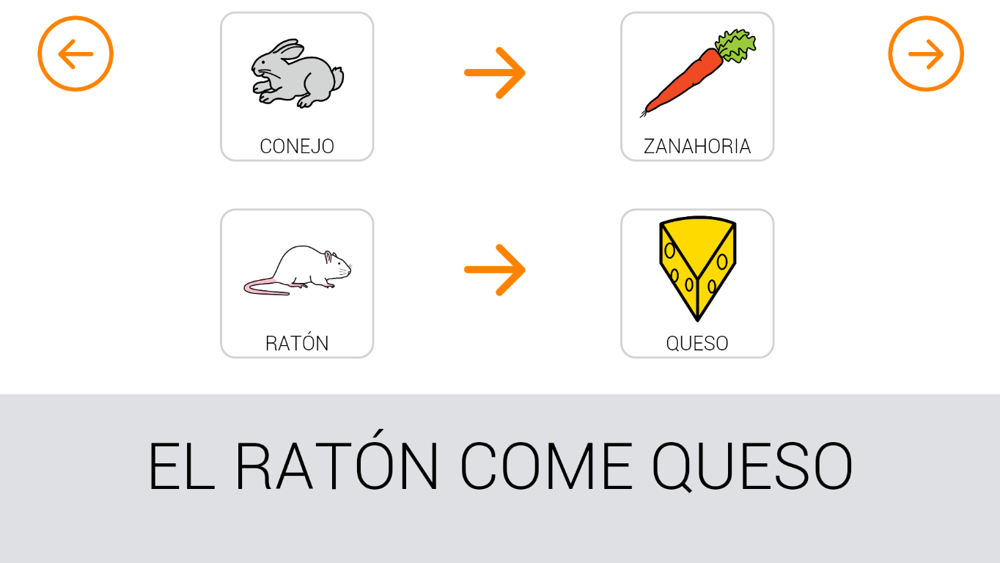 CONEJO
ZANAHORIA
RATÓN
QUESO
EL RATÓN COME QUESO